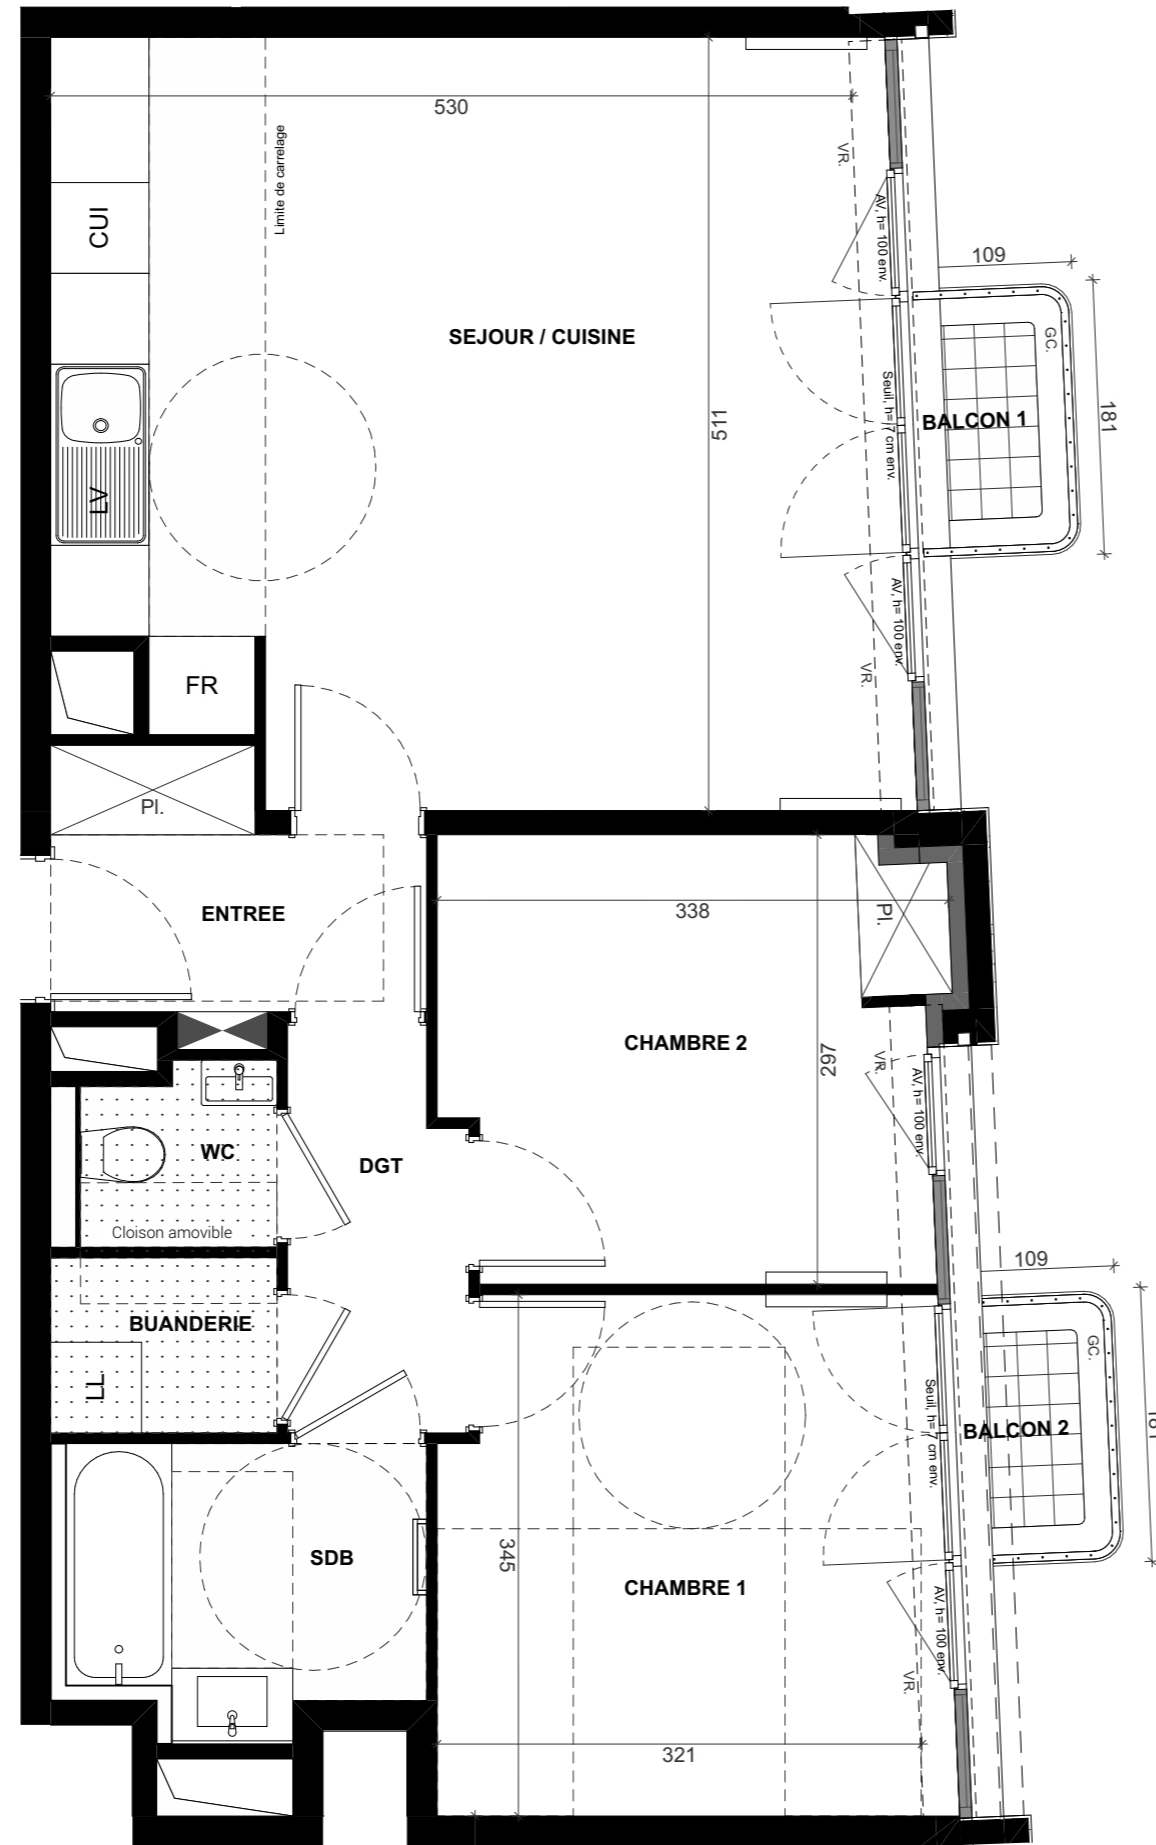 530
Limite de carrelage
VR.
CUI
AV, h= 100 env.
109
SEJOUR / CUISINE
GC.
Seuil, h= 7 cm env.
BALCON 1
181
511
LV
AV, h= 100 env.
VR.
FR
Pl.
ENTREE
338
Pl.
CHAMBRE 2
297
VR.
AV, h= 100 env.
WC
DGT
Cloison amovible
109
BUANDERIE
GC.
LL
Seuil, h= 7 cm env.
BALCON 2
181
SDB
345
CHAMBRE 1
AV, h= 100 env.
VR.
321